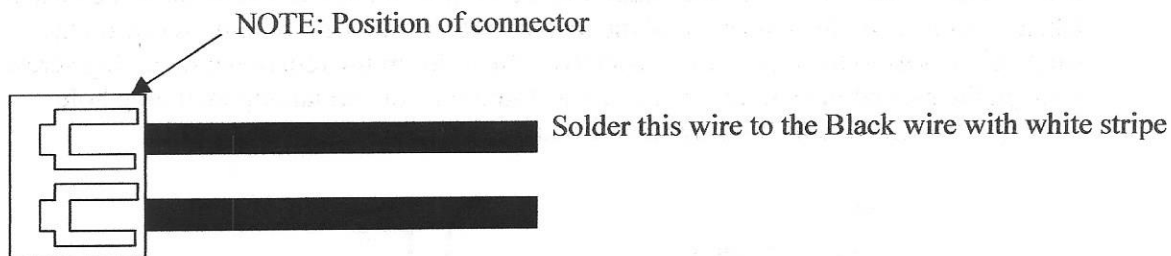 NOTE: Position of connector
Solder this wire to the Black wire with white stripe